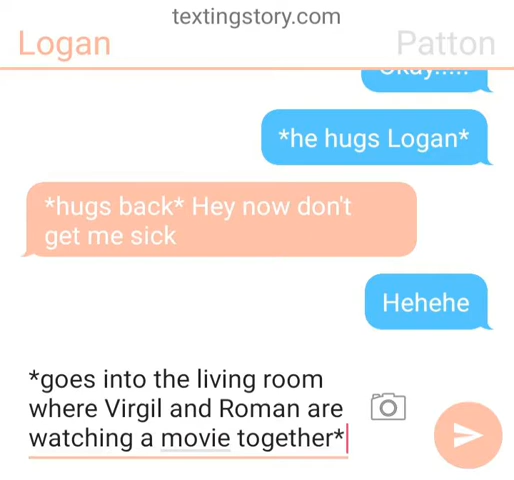 textingstory.com
Logan
Patton
Okay.....
*he hugs Logan*
*hugs back* Hey now don't
get me sick
Hehehe
*goes into the living room
where Virgil and Roman are
watching a movie together*